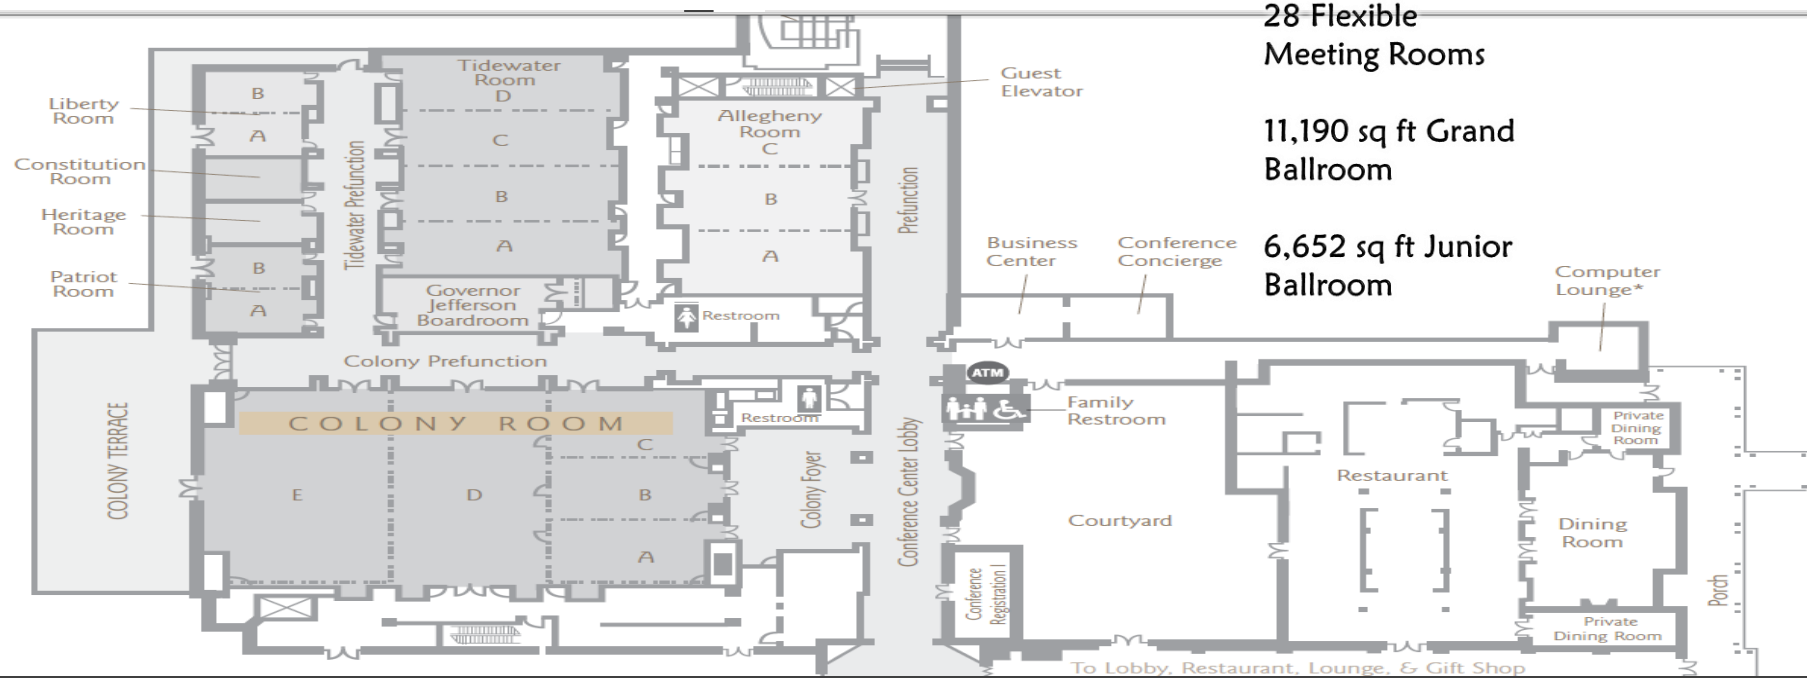 28 Flexible
Meeting Rooms
11,190 sq ft Grand
Ballroom
6,652 sq ft Junior
Ballroom
Liberty
Room
B
A
Constitution
Room
Heritage
Room
Patriot
Room
B
A
Tidewater Prefunction
Tidewater
Room
D
C
B
A
Governor
Jefferson
Boardroom
Allegheny
Room
C
B
A
Restroom
Guest
Elevator
Prefunction
Business
Center
Conference
Concierge
Computer
Lounge*
Colony Prefunction
COLONY TERRACE
COLONY ROOM
E
D
C
B
A
Restroom
Colony Foyer
Conference Center Lobby
ATM
Family
Restroom
Courtyard
Conference
Registration I
Restaurant
Private
Dining
Room
Dining
Room
Private
Dining Room
Porch
To Lobby, Restaurant, Lounge, & Gift Shop